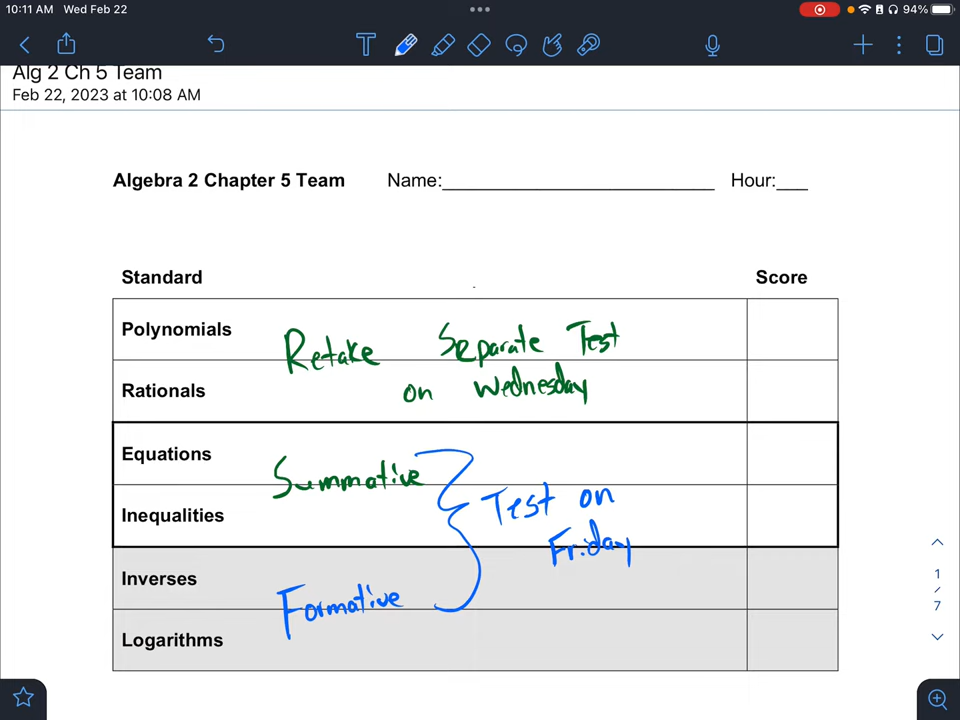 10:11 AM Wed Feb 22
94%
Alg 2 Ch 5 Team
Feb 22, 2023 at 10:08 AM
Algebra 2 Chapter 5 Team Name:__________________________ Hour:___
Standard Score
Polynomials
Retake Separate Test
on Wednesday
Rationals
Equations
Summative
Test on
Friday
Inequalities
Inverses
Formative
Logarithms
1
/
7